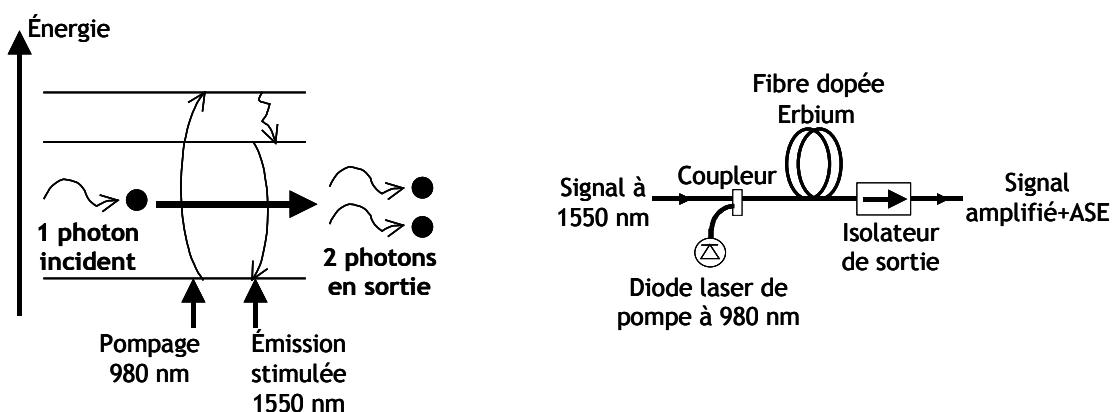 Énergie
1 photon
incident
2 photons
en sortie
Pompage
980 nm
Émission
stimulée
1550 nm
Fibre dopée
Erbium
Coupleur
Signal à
1550 nm
Signal
amplifié+ASE
Isolateur
de sortie
Diode laser de
pompe à 980 nm